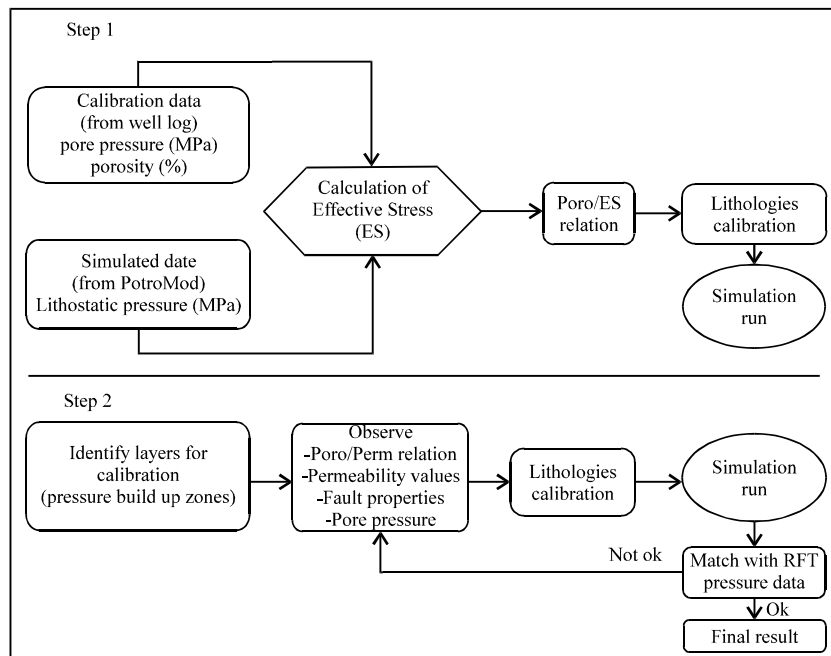 Step 1
Calibration data
(from well log)
pore pressure (MPa)
porosity (%)
Calculation of
Effective Stress
(ES)
Poro/ES
relation
Lithologies
calibration
Simulated date
(from PotroMod)
Lithostatic pressure (MPa)
Simulation
run
Step 2
Identify layers for
calibration
(pressure build up zones)
Observe
-Poro/Perm relation
-Permeability values
-Fault properties
-Pore pressure
Lithologies
calibration
Simulation
run
Not ok
Match with RFT
pressure data
Ok
Final result